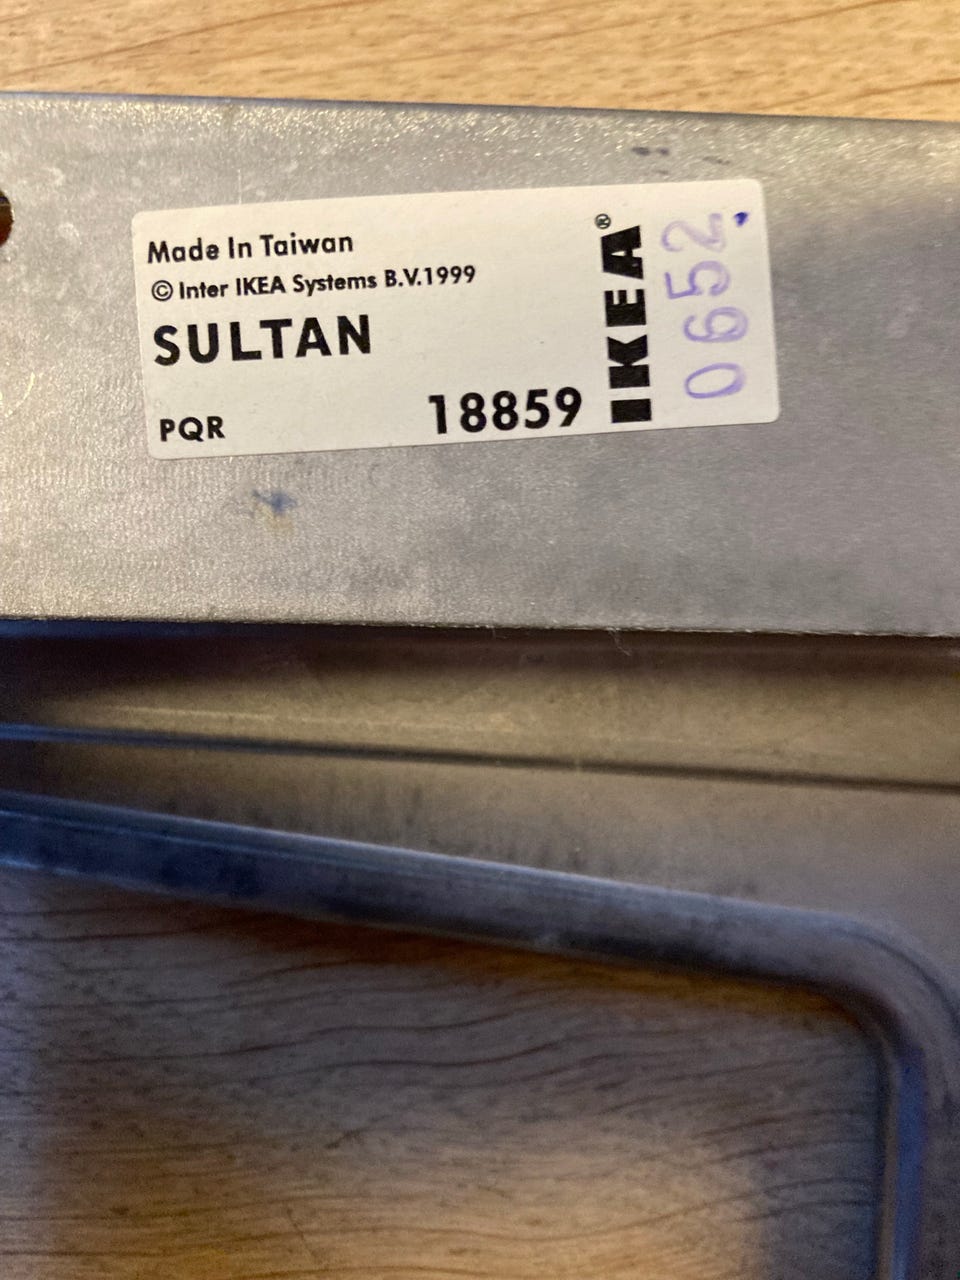 Made In Taiwan
© Inter IKEA Systems B.V.1999
SULTAN
PQR 18859
IKEA®
0652